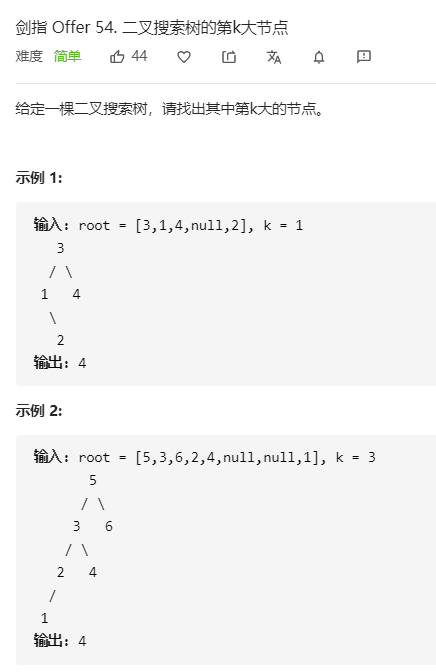 剑指 Offer 54. 二叉搜索树的第k大节点
难度 简单 44
给定一棵二叉搜索树，请找出其中第k大的节点。
示例 1:
输入: root = [3,1,4,null,2], k = 1
3
/ \
1 4
\
2
输出: 4
示例 2:
输入: root = [5,3,6,2,4,null,null,1], k = 3
5
/ \
3 6
/ \
2 4
/
1
输出: 4